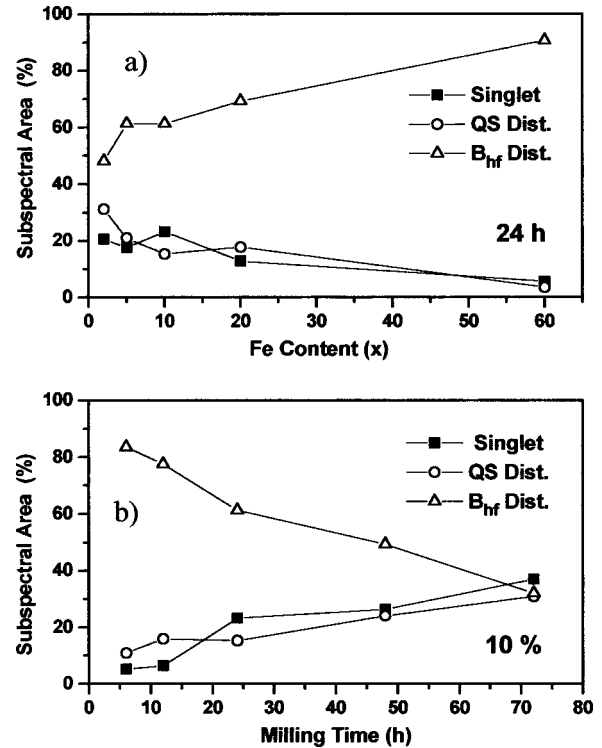 100
80
60
40
20
0
Subspectral Area (%)
a)
Singlet
QS Dist.
Bhf Dist.
24 h
0 10 20 30 40 50 60
Fe Content (x)
100
80
60
40
20
0
Subspectral Area (%)
b)
Singlet
QS Dist.
Bhf Dist.
10 %
0 10 20 30 40 50 60 70 80
Milling Time (h)